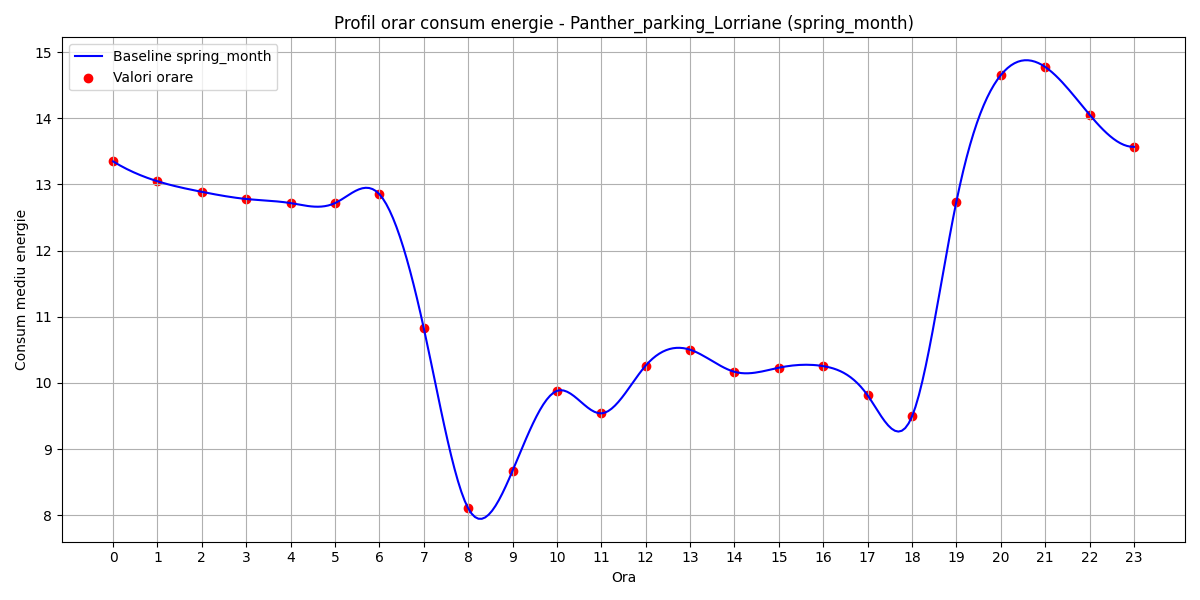 Profil orar consum energie - Panther_parking_Lorriane (spring_month)
Baseline spring_month
Valori orare
Consum mediu energie
15
14
13
12
11
10
9
8
0 1 2 3 4 5 6 7 8 9 10 11 12 13 14 15 16 17 18 19 20 21 22 23
Ora